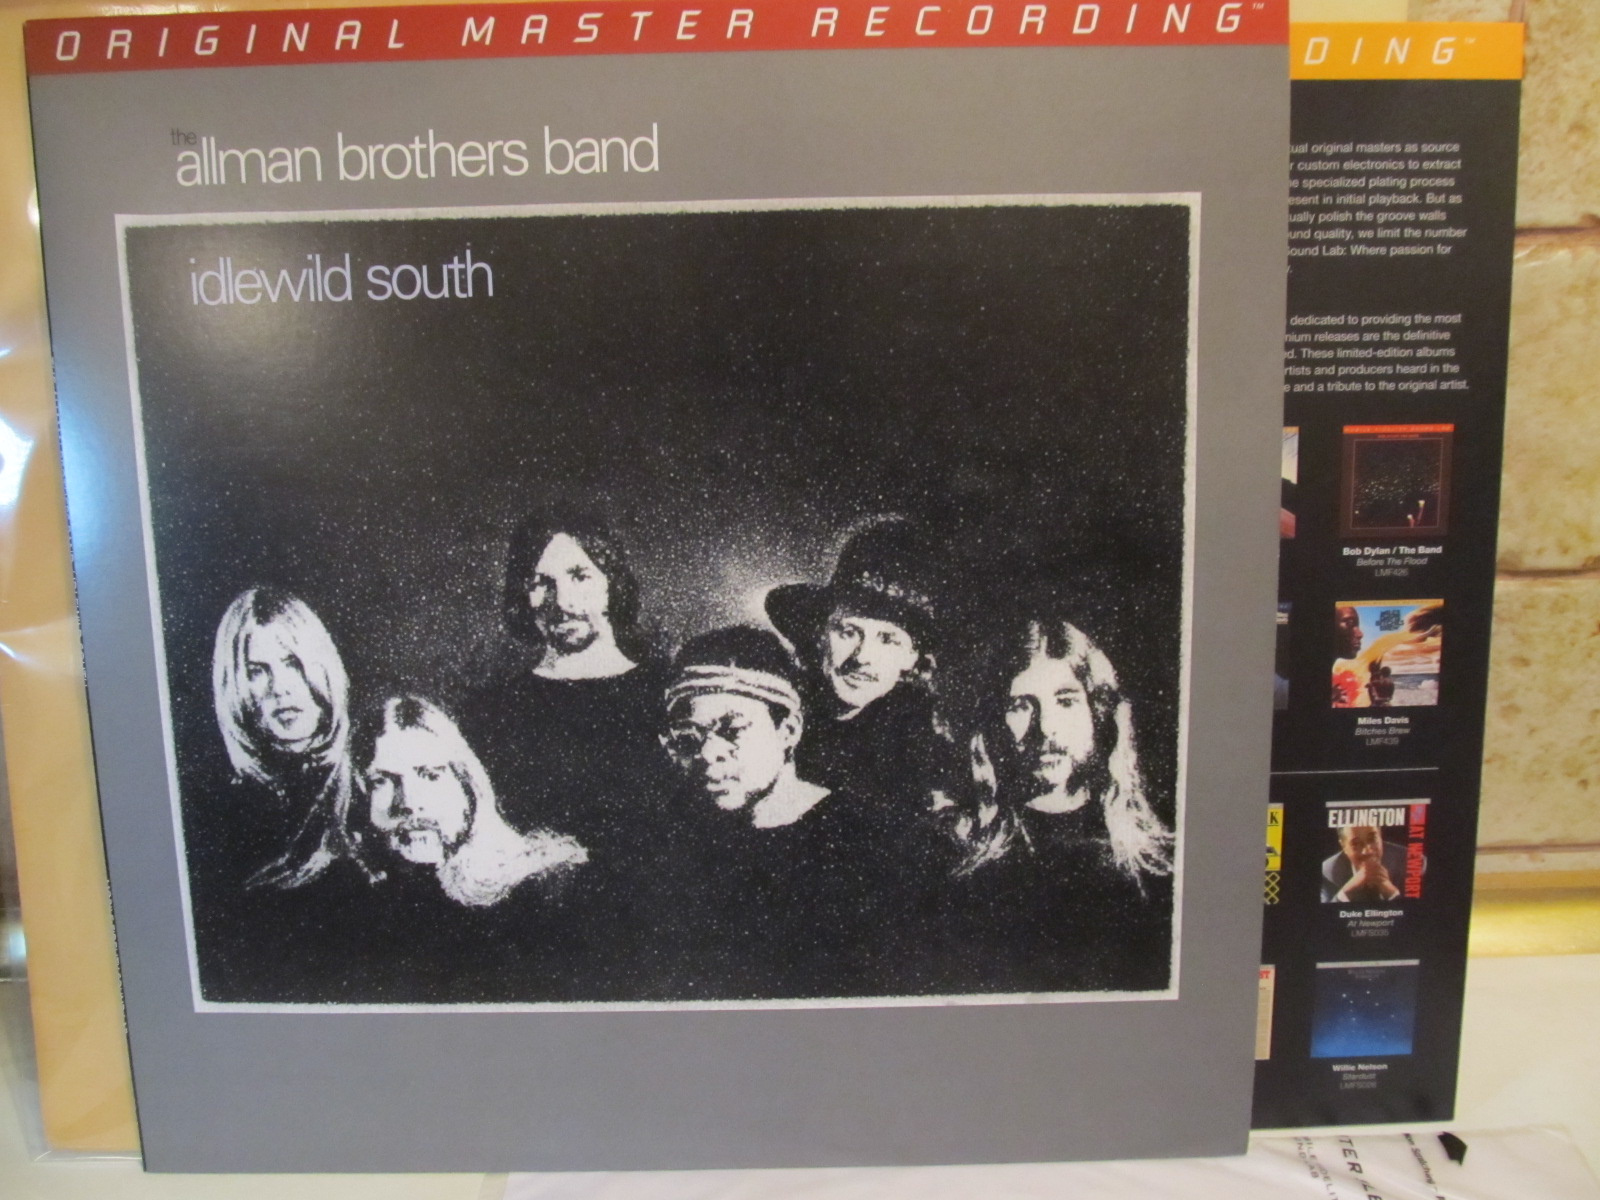 ORIGINAL MASTER RECORDING™
the
allman brothers band
idlewild south
DING™
tual original masters as source
r custom electronics to extract
e specialized plating process
esent in initial playback. But as
ually polish the groove walls
und quality, we limit the number
Sound Lab: Where passion for
dedicated to providing the most
mium releases are the definitive
d. These limited-edition albums
rtists and producers heard in the
e and a tribute to the original artist.
Bob Dylan / The Band
Before The Flood
LMF426
Miles Davis
Bitches Brew
LMF439
K
ELLINGTON
AT NEWPORT
Duke Ellington
At Newport
LMFS035
Willie Nelson
Stardust